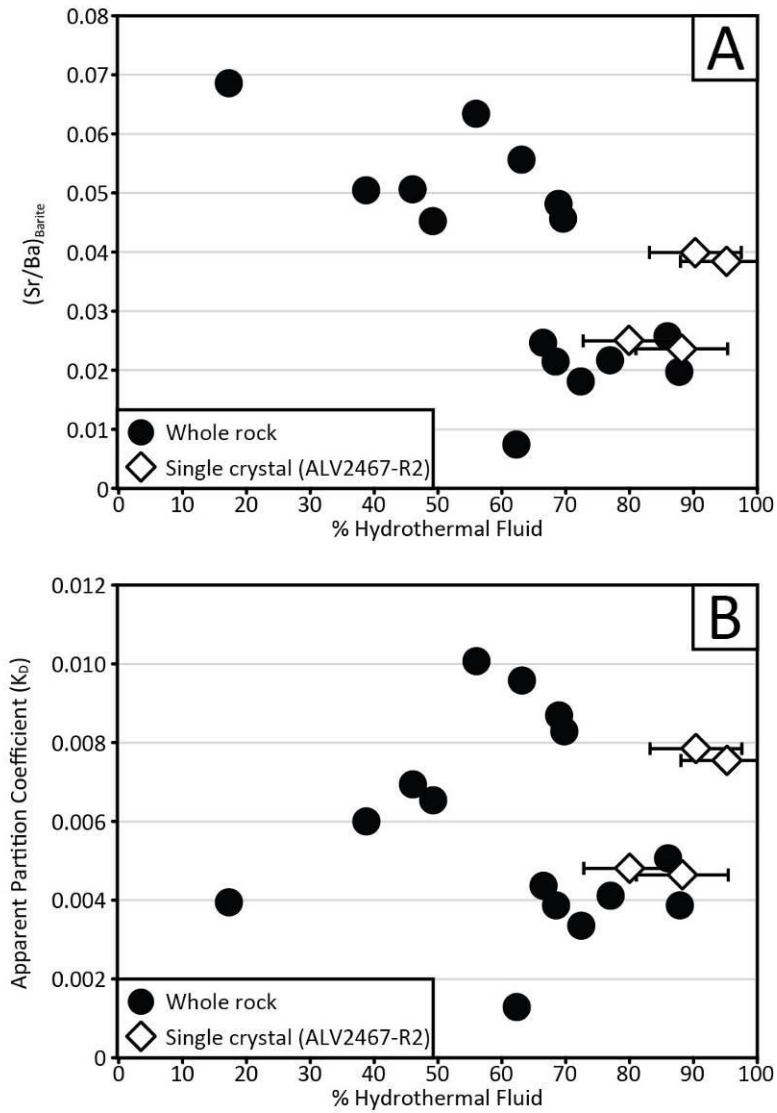 A
0.08
0.07
0.06
0.05
0.04
0.03
0.02
0.01
0
(Sr/Ba)Barite
Whole rock
Single crystal (ALV2467-R2)
0 10 20 30 40 50 60 70 80 90 100
% Hydrothermal Fluid
B
0.012
0.010
0.008
0.006
0.004
0.002
0
Apparent Partition Coefficient (KD)
Whole rock
Single crystal (ALV2467-R2)
0 10 20 30 40 50 60 70 80 90 100
% Hydrothermal Fluid